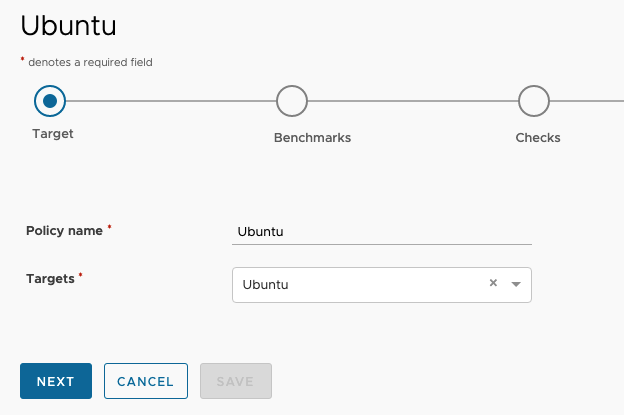 Ubuntu
* denotes a required field
Target
Benchmarks
Checks
Policy name *
Ubuntu
Targets *
Ubuntu
NEXT
CANCEL
SAVE